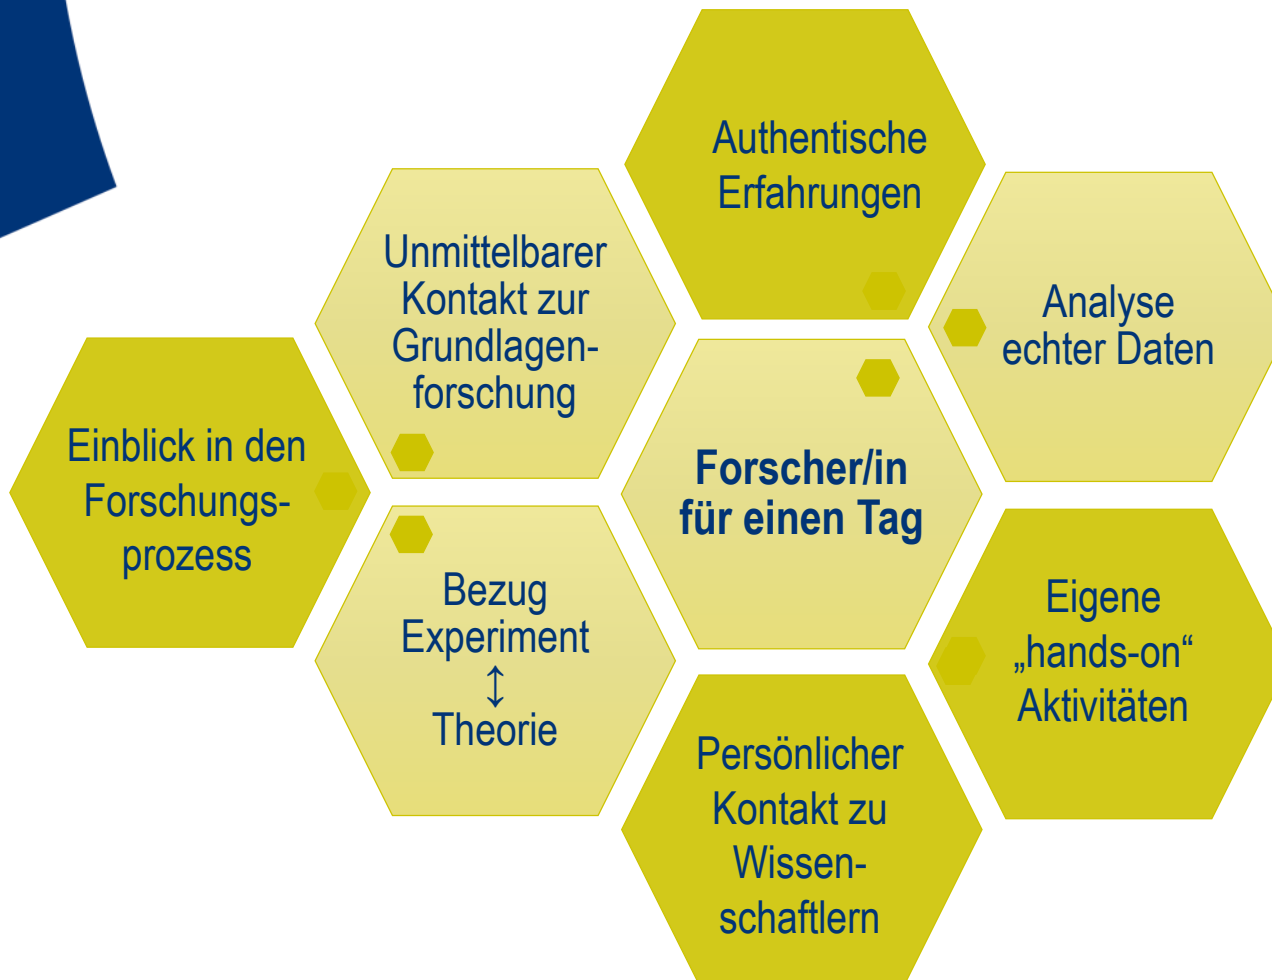 Authentische
Erfahrungen
Unmittelbarer
Kontakt zur
Grundlagen-
forschung
Analyse
echter Daten
Einblick in den
Forschungs-
prozess
Forscher/in
für einen Tag
Bezug
Experiment
↕
Theorie
Eigene
„hands-on“
Aktivitäten
Persönlicher
Kontakt zu
Wissen-
schaftlern